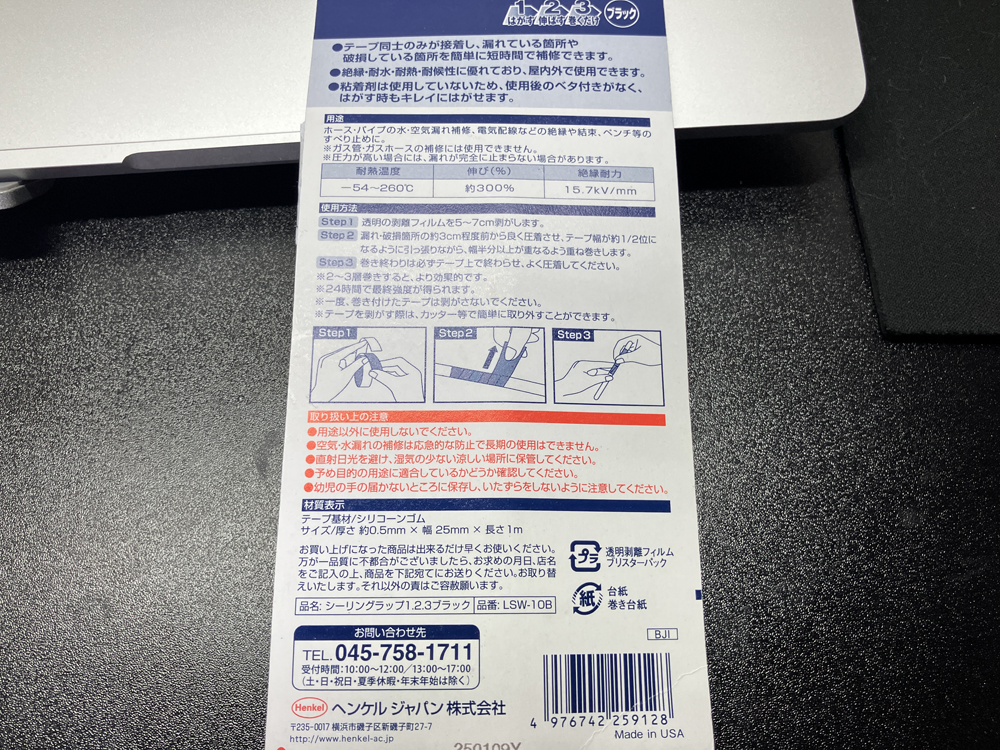 1 2 3
はがす 伸ばす 巻くだけ ブラック
●テープ同士のみが接着し、漏れている箇所や
破損している箇所を簡単に短時間で補修できます。
●絶縁・耐水・耐熱・耐候性に優れており、屋内外で使用できます。
●粘着剤は使用していないため、使用後のベタ付きがなく、
はがす時もキレイにはがせます。
用途
ホース・パイプの水・空気漏れ補修、電気配線などの絶縁や結束、ペンチ等の
すべり止めに。
※ガス管・ガスホースの補修には使用できません。
※圧力が高い場合には、漏れが完全に止まらない場合があります。
耐熱温度 伸び(%) 絶縁耐力
−54〜260℃ 約300% 15.7kV/mm
使用方法
Step1 透明の剥離フィルムを5〜7cm剥がします。
Step2 漏れ・破損箇所の約3cm程度前から良く圧着させ、テープ幅が約1/2位に
なるように引っ張りながら、幅半分以上が重なるよう重ね巻きします。
Step3 巻き終わりは必ずテープ上で終わらせ、よく圧着してください。
※2〜3層巻きすると、より効果的です。
※24時間で最終強度が得られます。
※一度、巻き付けたテープは剥がさないでください。
※テープを剥がす際は、カッター等で簡単に取り外すことができます。
Step1 Step2 Step3
取り扱い上の注意
●用途以外に使用しないでください。
●空気・水漏れの補修は応急的な防止で長期の使用はできません。
●直射日光を避け、湿気の少ない涼しい場所に保管してください。
●予め目的の用途に適合しているかどうか確認してください。
●幼児の手の届かないところに保存し、いたずらをしないように注意してください。
材質表示
テープ基材/シリコーンゴム
サイズ/厚さ 約0.5mm × 幅 25mm × 長さ1m
お買い上げになった商品は出来るだけ早くお使いください。
万が一品質に不都合がございましたら、お求めの月日、店名
をご記入の上、商品を下記宛てにお送りください。お取り替
えいたします。それ以外の責はご容赦願います。
プラ 透明剥離フィルム
ブリスターパック
紙 台紙
巻き台紙
品名: シーリングラップ1.2.3ブラック 品番: LSW-10B
BJI
お問い合わせ先
TEL. 045-758-1711
受付時間:10:00〜12:00/13:00〜17:00
(土・日・祝日・夏季休暇・年末年始は除く)
Henkel ヘンケル ジャパン 株式会社
〒235-0017 横浜市磯子区新磯子町27-7
http://www.henkel-ac.jp
4 976742 259128
Made in USA
250109Y